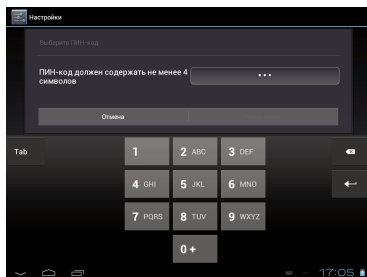 Настройки
Выберите ПИН-код
ПИН-код должен содержать не менее 4
символов
•••
Отмена
Tab
1
2 ABC
3 DEF
4 GHI
5 JKL
6 MNO
7 PQRS
8 TUV
9 WXYZ
0 +
17:05